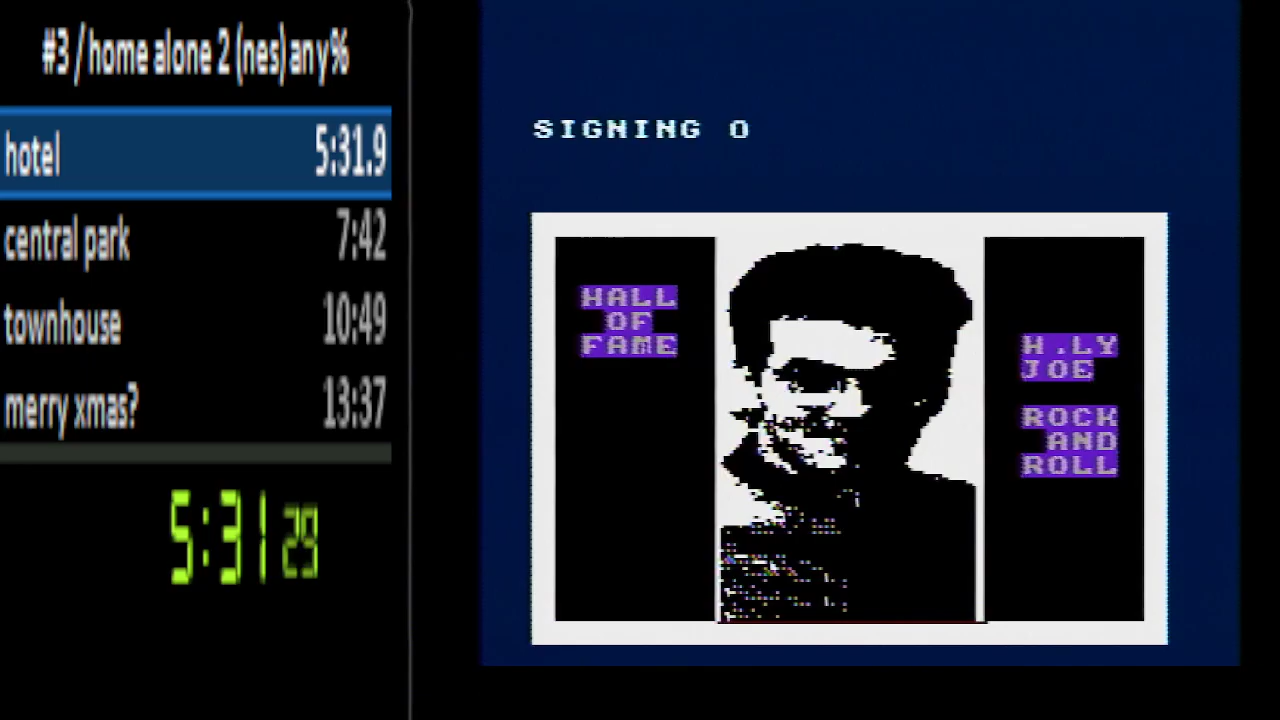 #3 / home alone 2 (nes) any%
hotel 5:31.9
central park 7:42
townhouse 10:49
merry xmas? 13:37
5:31 29
SIGNING O
HALL
OF
FAME
H.LY
JOE
ROCK
AND
ROLL